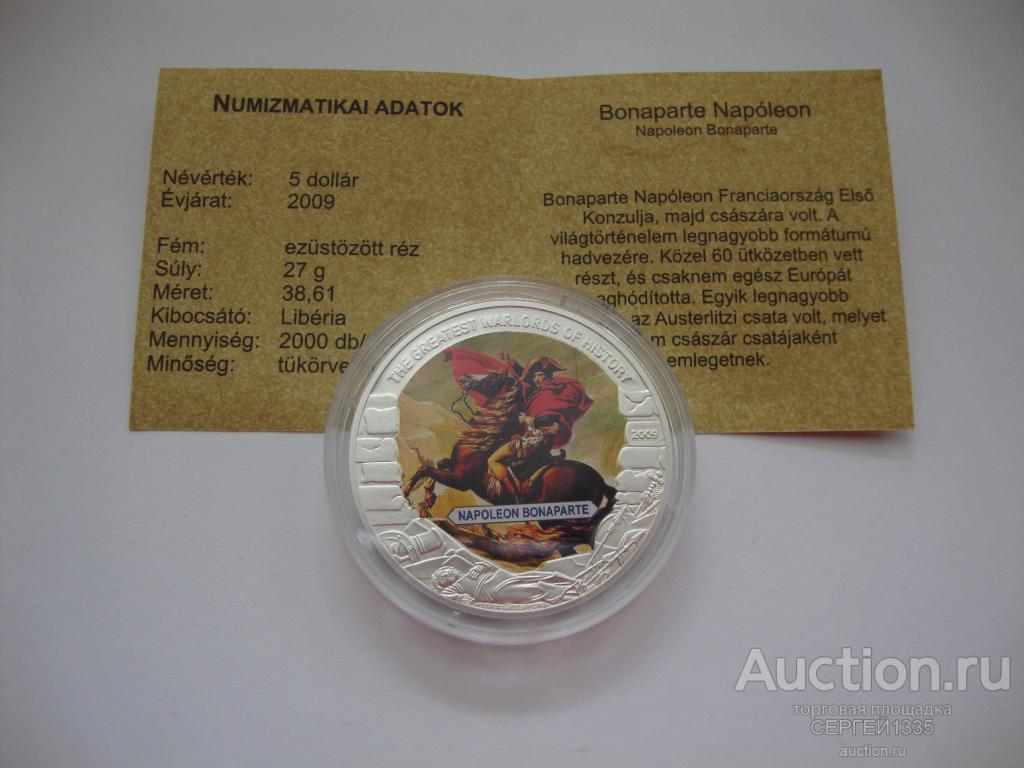 NUMIZMATIKAI ADATOK
Névérték: 5 dollár
Évjárat: 2009
Fém: ezüstözött réz
Súly: 27 g
Méret: 38,61
Kibocsátó: Libéria
Mennyiség: 2000 db/
Minőség: tükörve
Bonaparte Napóleon
Napoleon Bonaparte
Bonaparte Napóleon Franciaország Első
Konzulja, majd császára volt. A
világtörténelem legnagyobb formátumú
hadvezére. Közel 60 ütközetben vett
részt, és csaknem egész Európát
eghódította. Egyik legnagyobb
az Austerlitzi csata volt, melyet
m császár csatájaként
emlegetnek.
THE GREATEST WARLORDS OF HISTORY
2009
NAPOLEON BONAPARTE
Auction.ru
торговая площадка
СЕРГЕЙ1335
auction.ru